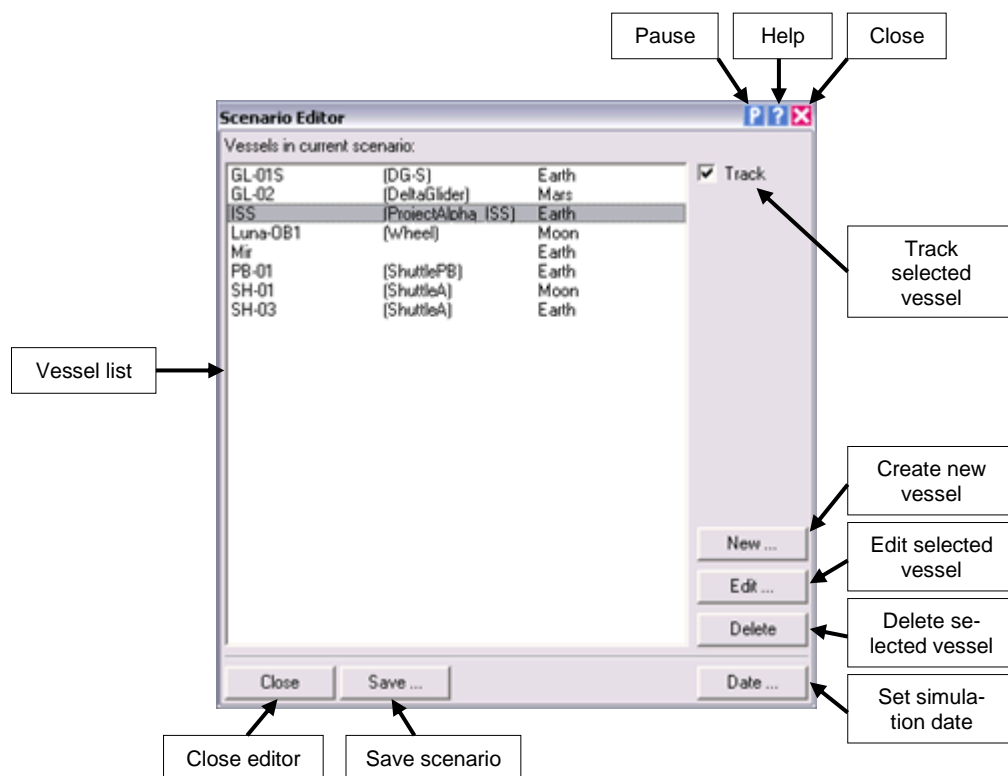 Pause Help Close
Scenario Editor P ?
Vessels in current scenario:
GL-01S (DG-S) Earth
GL-02 (DeltaGlider) Mars
ISS (ProjectAlpha_ISS) Earth
Luna-OB1 (Wheel) Moon
Mir Earth
PB-01 (ShuttlePB) Earth
SH-01 (ShuttleA) Moon
SH-03 (ShuttleA) Earth
Track
Track
selected
vessel
Vessel list
Create new
vessel
New ...
Edit selected
vessel
Edit ...
Delete se-
lected vessel
Delete
Close Save ... Date ...
Set simula-
tion date
Close editor Save scenario